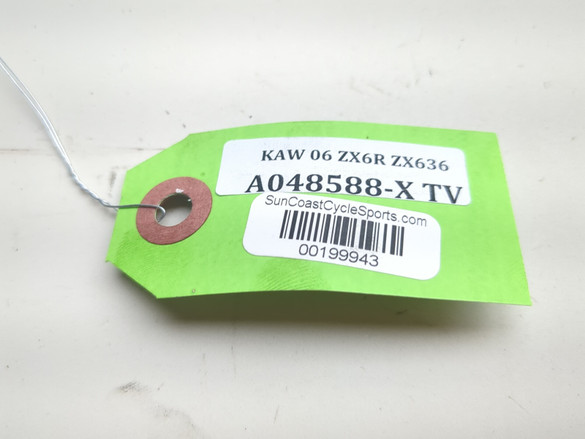 KAW 06 ZX6R ZX636
A048588-X TV
SunCoastCycleSports.com
00199943